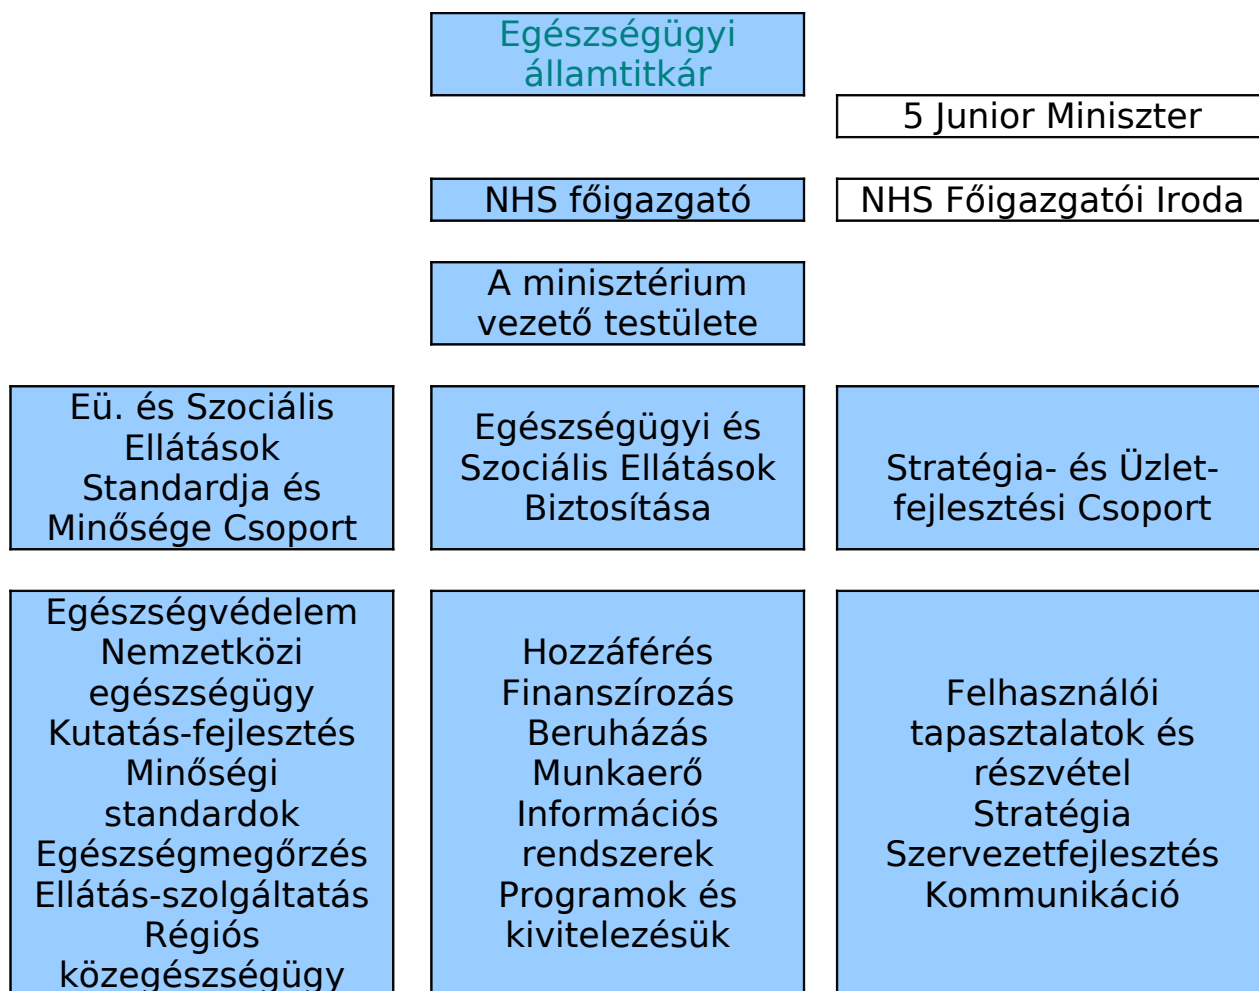 Egészségügyi
államtitkár
5 Junior Miniszter
NHS főigazgató
NHS Főigazgatói Iroda
A minisztérium
vezető testülete
Eü. és Szociális
Ellátások
Standardja és
Minősége Csoport
Egészségügyi és
Szociális Ellátások
Biztosítása
Stratégia- és Üzlet-
fejlesztési Csoport
Egészségvédelem
Nemzetközi
egészségügy
Kutatás-fejlesztés
Minőségi
standardok
Egészségmegőrzés
Ellátás-szolgáltatás
Régiós
közegészségügy
Hozzáférés
Finanszírozás
Beruházás
Munkaerő
Információs
rendszerek
Programok és
kivitelezésük
Felhasználói
tapasztalatok és
részvétel
Stratégia
Szervezetfejlesztés
Kommunikáció